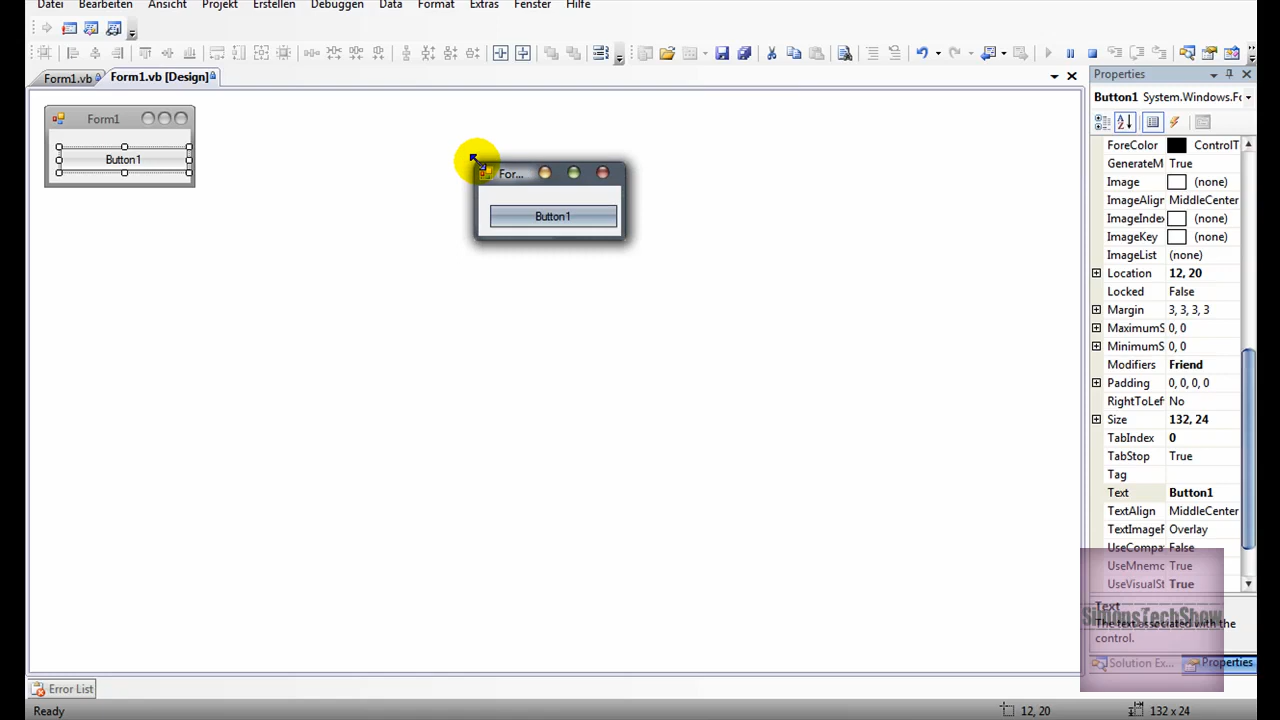 Datei Bearbeiten Ansicht Projekt Erstellen Debuggen Data Format Extras Fenster Hilfe
Form1.vb Form1.vb [Design]
Form1
Button1
For...
Button1
Properties
Button1 System.Windows.Fo
ForeColor ControlT
GenerateM True
Image (none)
ImageAlign MiddleCenter
ImageIndex (none)
ImageKey (none)
ImageList (none)
Location 12, 20
Locked False
Margin 3, 3, 3, 3
MaximumS 0, 0
MinimumS 0, 0
Modifiers Friend
Padding 0, 0, 0, 0
RightToLef No
Size 132, 24
TabIndex 0
TabStop True
Tag
Text Button1
TextAlign MiddleCenter
TextImageR Overlay
UseCompa False
UseMnemo True
UseVisualSt True
Text
The text associated with the
control.
SimonsTechShow
Solution Ex... Properties
Error List
Ready 12, 20 132 x 24